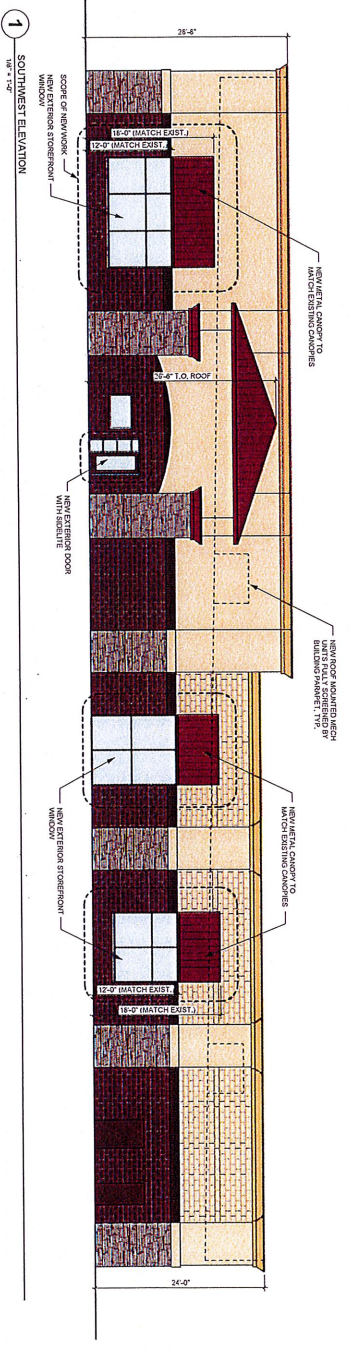 28'-6"
18'-0" (MATCH EXIST.)
12'-0" (MATCH EXIST.)
SCOPE OF NEW WORK
NEW EXTERIOR STOREFRONT
WINDOW
NEW METAL CANOPY TO
MATCH EXISTING CANOPIES
26'-6" T.O. ROOF
NEW EXTERIOR DOOR
WITH SIDELITE
NEW ROOF MOUNTED MECH
UNITS FULLY SCREENED BY
BUILDING PARAPET, TYP.
NEW METAL CANOPY TO
MATCH EXISTING CANOPIES
NEW EXTERIOR STOREFRONT
WINDOW
12'-0" (MATCH EXIST.)
18'-0" (MATCH EXIST.)
24'-0"
1
SOUTHWEST ELEVATION
1/8" = 1'-0"